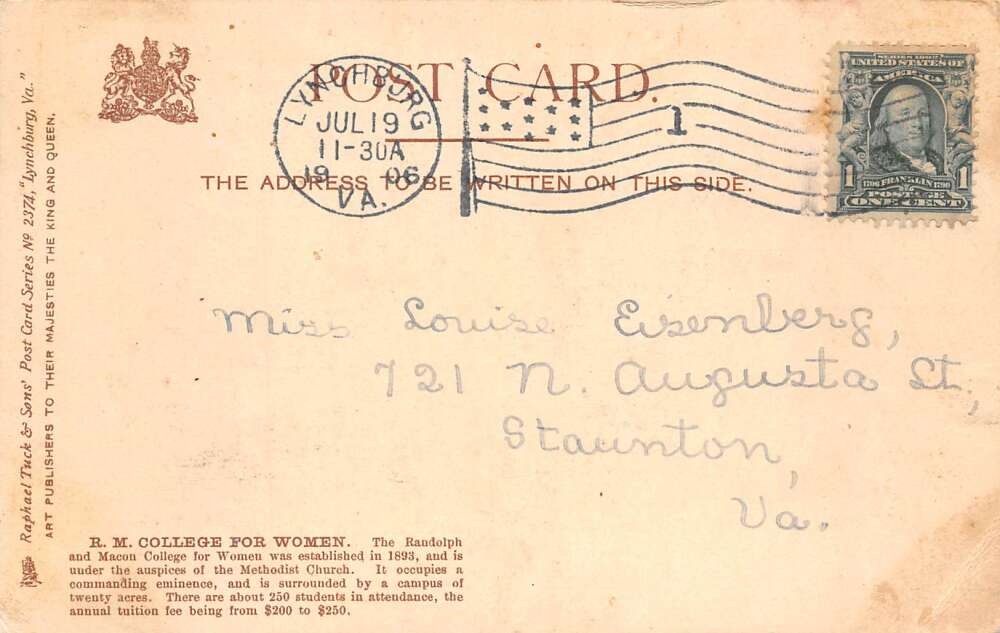 POST CARD.
THE ADDRESS TO BE WRITTEN ON THIS SIDE.
LYNCHBURG
JUL 19
11-30A
19 06
VA.
1
SERIES 1902
UNITED STATES OF
AMERICA
1706 FRANKLIN 1790
1 POSTAGE 1
ONE CENT
Raphael Tuck & Sons' Post Card Series Nº 2374, "Lynchburg, Va."
ART PUBLISHERS TO THEIR MAJESTIES THE KING AND QUEEN.
Miss Louise Eisenberg,
721 N. Augusta St.,
Staunton,
Va.
R. M. COLLEGE FOR WOMEN. The Randolph
and Macon College for Women was established in 1893, and is
under the auspices of the Methodist Church. It occupies a
commanding eminence, and is surrounded by a campus of
twenty acres. There are about 250 students in attendance, the
annual tuition fee being from $200 to $250.